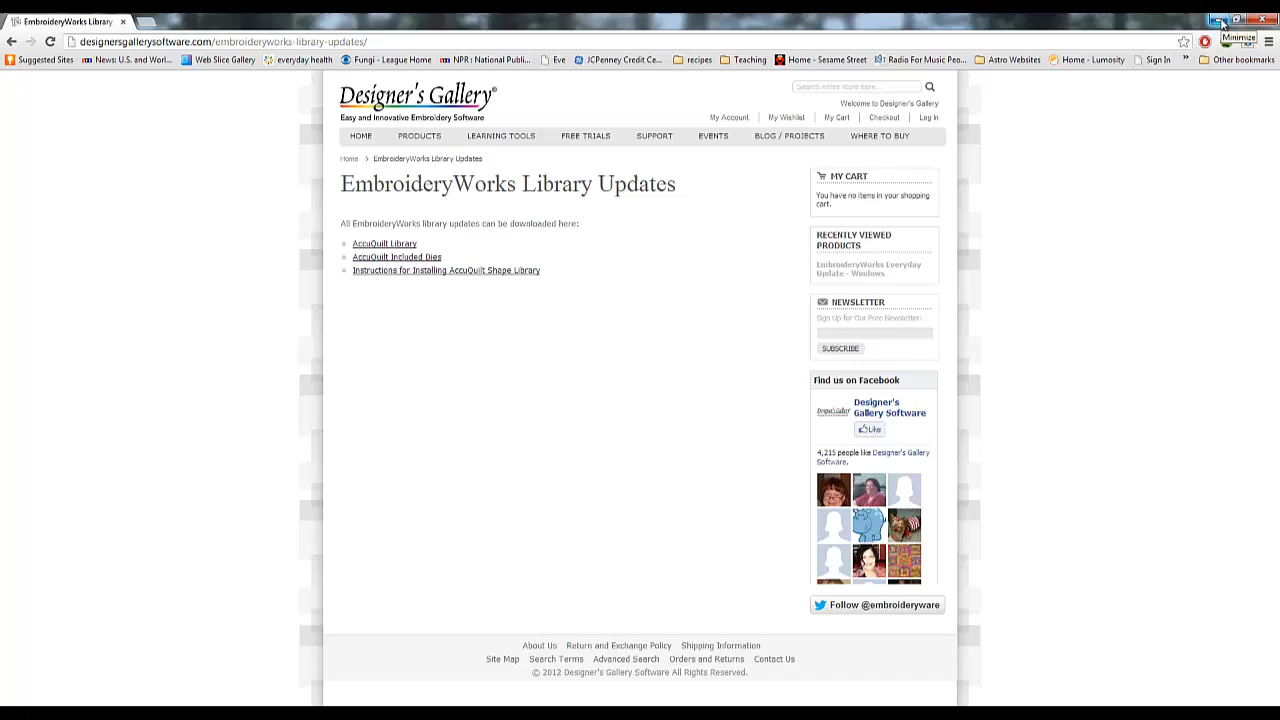 EmbroideryWorks Library
Minimize
designersgallerysoftware.com/embroideryworks-library-updates/
Suggested Sites
News: U.S. and Worl...
Web Slice Gallery
everyday health
Fungi - League Home
NPR : National Publi...
Eve
JCPenney Credit Ce...
recipes
Teaching
Home - Sesame Street
Radio For Music Peo...
Astro Websites
Home - Lumosity
Sign In
»
Other bookmarks
Designer's Gallery®
Easy and Innovative Embroidery Software
Search entire store here...
Welcome to Designer's Gallery
My Account
My Wishlist
My Cart
Checkout
Log In
HOME
PRODUCTS
LEARNING TOOLS
FREE TRIALS
SUPPORT
EVENTS
BLOG / PROJECTS
WHERE TO BUY
Home > EmbroideryWorks Library Updates
EmbroideryWorks Library Updates
All EmbroideryWorks library updates can be downloaded here:
AccuQuilt Library
AccuQuilt Included Dies
Instructions for Installing AccuQuilt Shape Library
MY CART
You have no items in your shopping
cart.
RECENTLY VIEWED
PRODUCTS
EmbroideryWorks Everyday
Update - Windows
NEWSLETTER
Sign Up for Our Free Newsletter:
SUBSCRIBE
Find us on Facebook
Designer's Gallery
Designer's
Gallery Software
Like
4,215 people like Designer's Gallery
Software.
Follow @embroideryware
About Us
Return and Exchange Policy
Shipping Information
Site Map
Search Terms
Advanced Search
Orders and Returns
Contact Us
© 2012 Designer's Gallery Software All Rights Reserved.